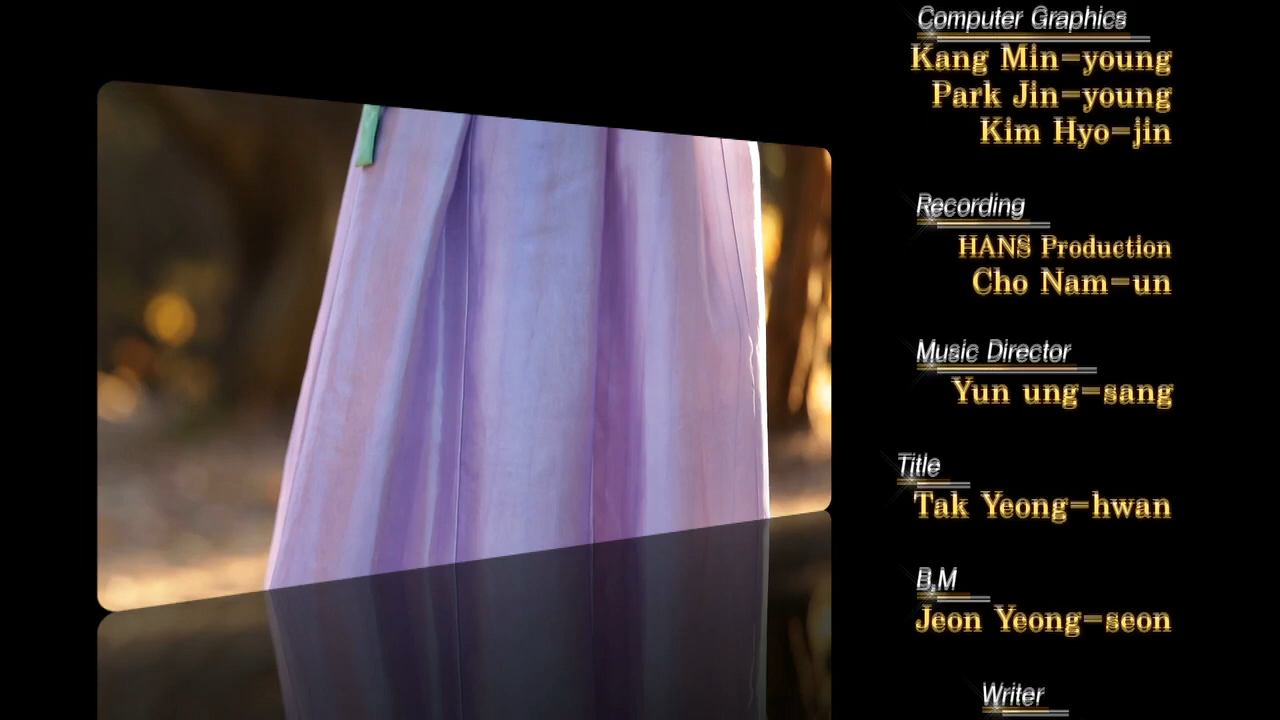 Computer Graphics
Kang Min-young
Park Jin-young
Kim Hyo-jin
Recording
HANS Production
Cho Nam-un
Music Director
Yun ung-sang
Title
Tak Yeong-hwan
B.M
Jeon Yeong-seon
Writer